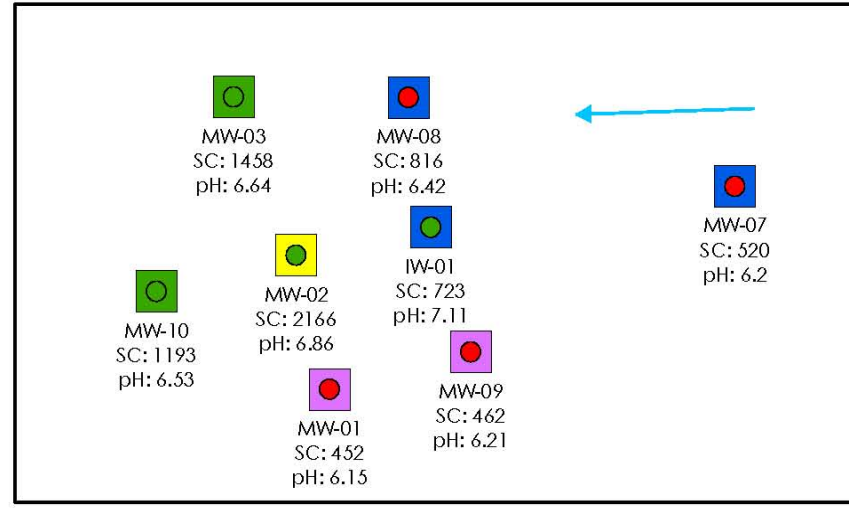 MW-03
SC: 1458
pH: 6.64
MW-08
SC: 816
pH: 6.42
MW-07
SC: 520
pH: 6.2
IW-01
SC: 723
pH: 7.11
MW-02
SC: 2166
pH: 6.86
MW-10
SC: 1193
pH: 6.53
MW-09
SC: 462
pH: 6.21
MW-01
SC: 452
pH: 6.15